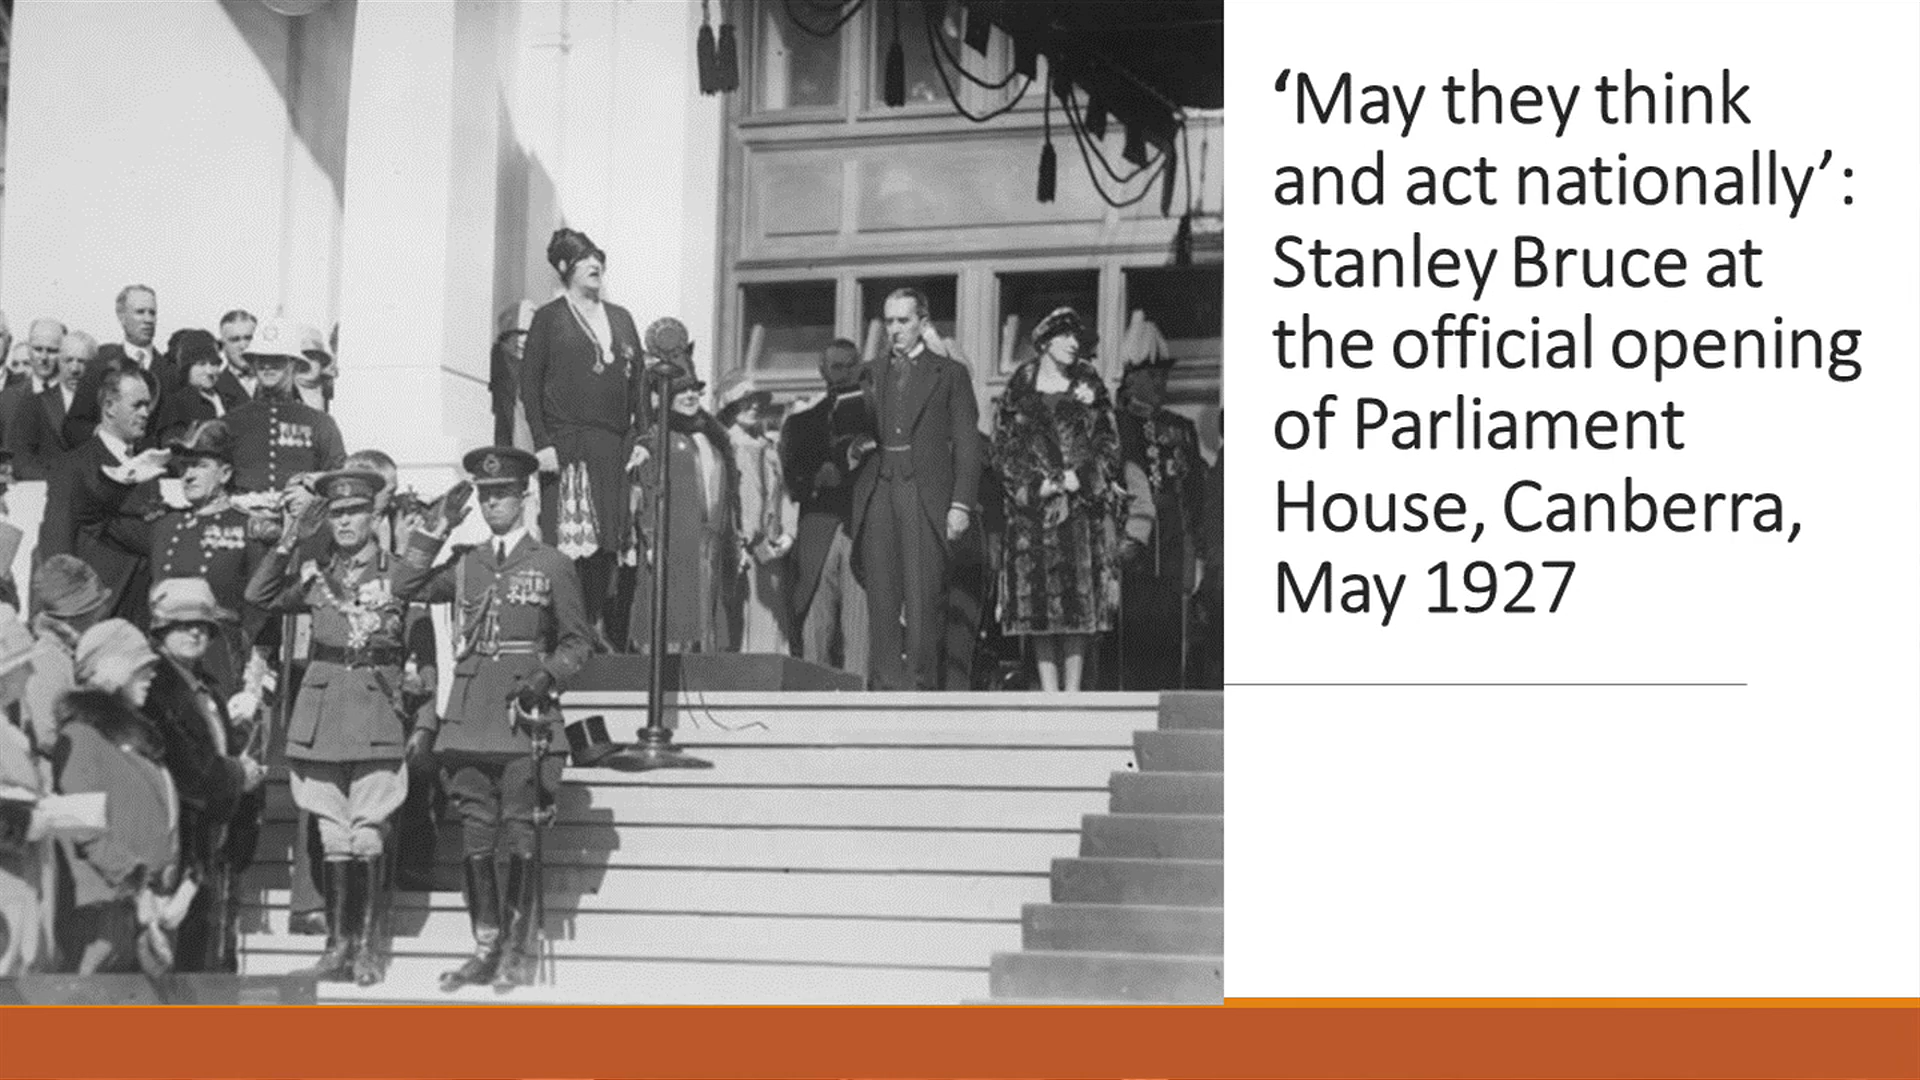 ‘May they think
and act nationally’:
Stanley Bruce at
the official opening
of Parliament
House, Canberra,
May 1927